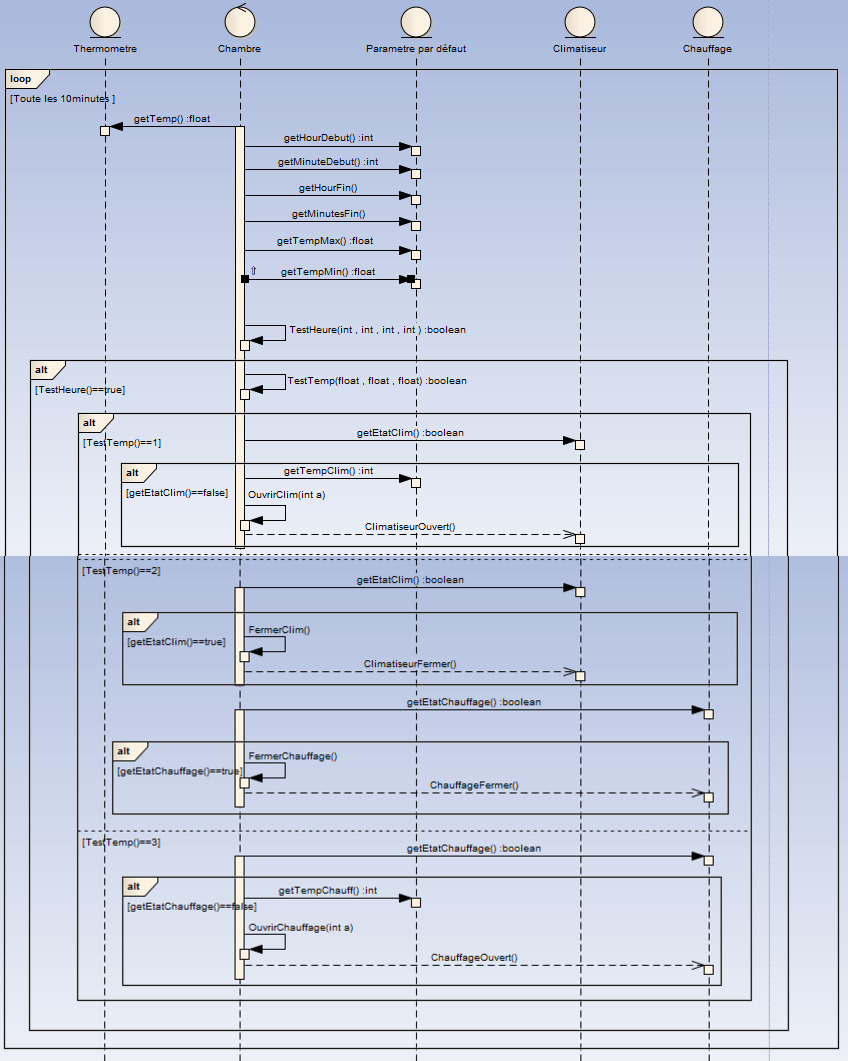 Thermometre
Chambre
Parametre par défaut
Climatiseur
Chauffage
loop
[Toute les 10minutes ]
getTemp() :float
getHourDebut() :int
getMinuteDebut() :int
getHourFin()
getMinutesFin()
getTempMax() :float
⇧ getTempMin() :float
TestHeure(int , int , int , int ) :boolean
alt
[TestHeure()==true]
TestTemp(float , float , float) :boolean
alt
[TestTemp()==1]
getEtatClim() :boolean
alt
[getEtatClim()==false]
getTempClim() :int
OuvrirClim(int a)
ClimatiseurOuvert()
[TestTemp()==2]
getEtatClim() :boolean
alt
[getEtatClim()==true]
FermerClim()
ClimatiseurFermer()
getEtatChauffage() :boolean
alt
[getEtatChauffage()==true]
FermerChauffage()
ChauffageFermer()
[TestTemp()==3]
getEtatChauffage() :boolean
alt
[getEtatChauffage()==false]
getTempChauff() :int
OuvrirChauffage(int a)
ChauffageOuvert()